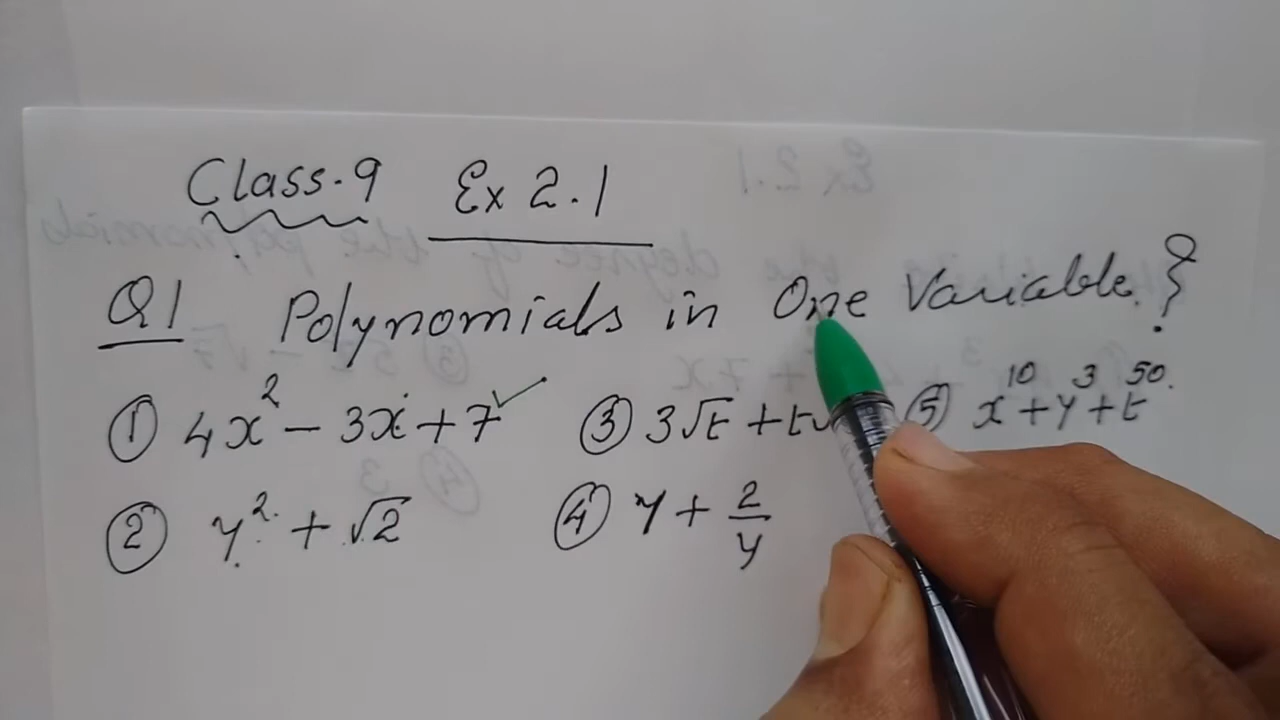 Class.9 Ex 2.1
Q1 Polynomials in One Variable.?
① 4x² - 3x + 7 ✓ ③ 3√t + t√ ⑤ x¹⁰ + y³ + t⁵⁰.
② y² + √2 ④ y + 2/y